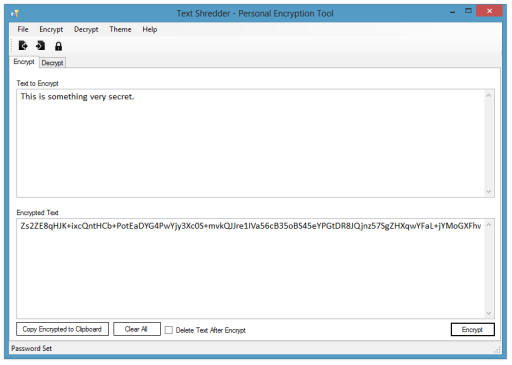 Text Shredder - Personal Encryption Tool
File Encrypt Decrypt Theme Help
Encrypt Decrypt
Text to Encrypt
This is something very secret.
Encrypted Text
Zs2ZE8qHJK+ixcQntHCb+PotEaDYG4PwYjy3Xc0S+mvkQJJre1IVa56cB35oBS45eYPGtDR8JQjnz57SgZHXqwYFaL+jYMoGXFhv
Copy Encrypted to Clipboard Clear All Delete Text After Encrypt Encrypt
Password Set